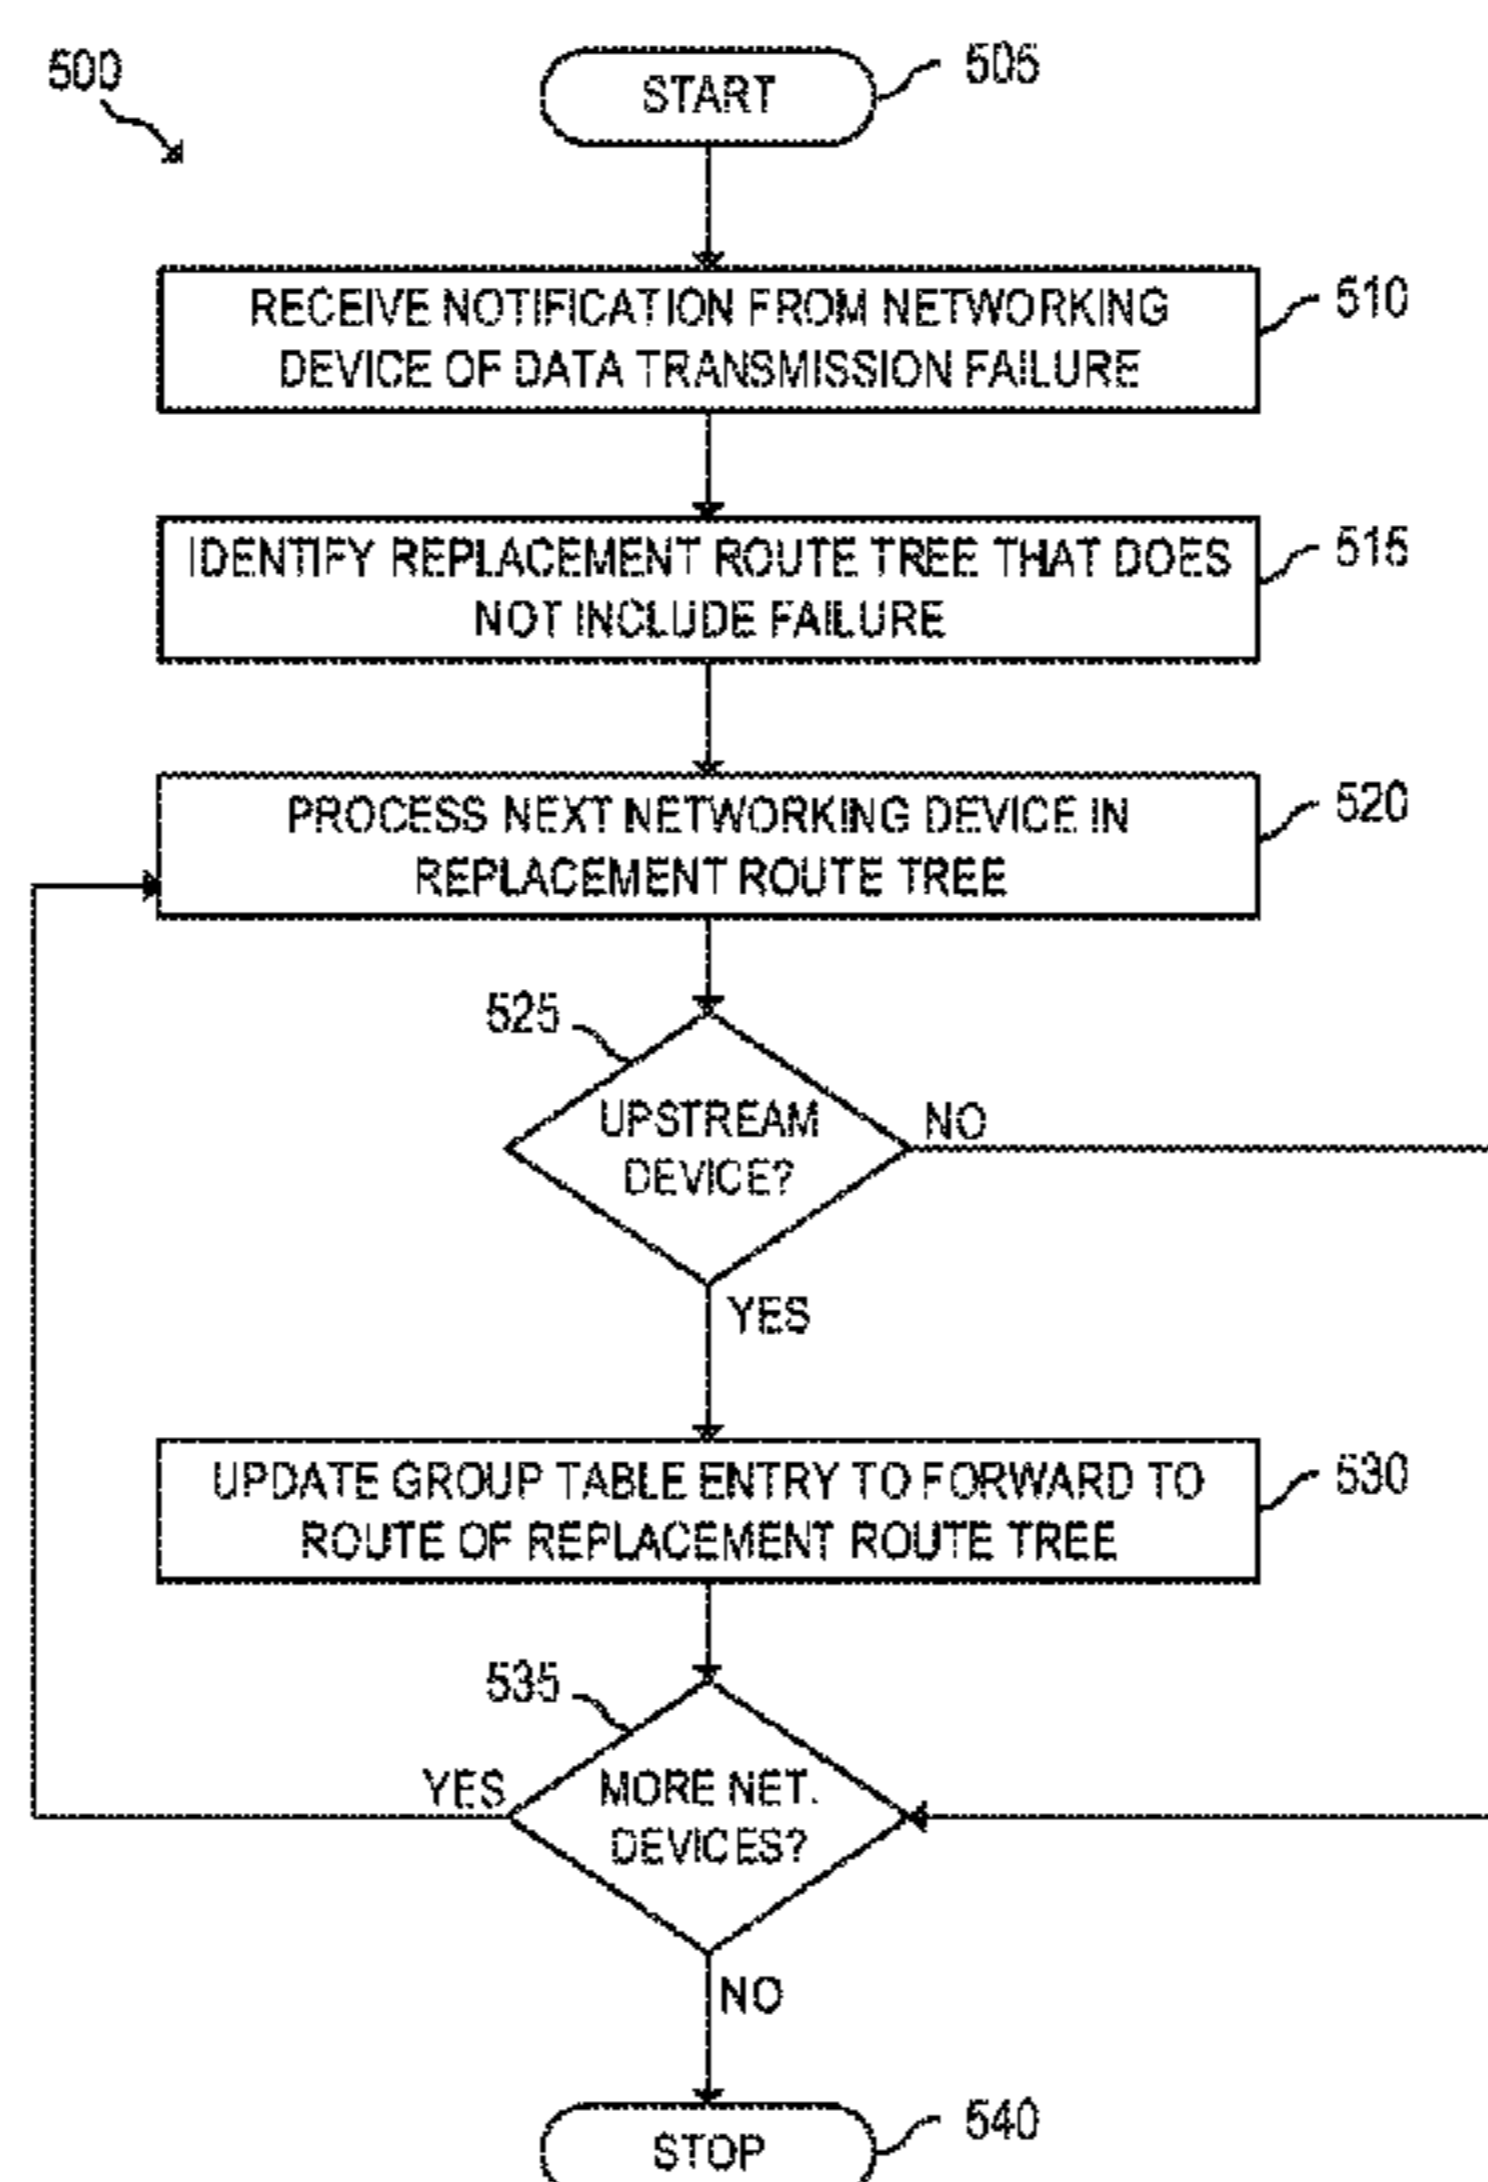 500
START
505
RECEIVE NOTIFICATION FROM NETWORKING
DEVICE OF DATA TRANSMISSION FAILURE
510
IDENTIFY REPLACEMENT ROUTE TREE THAT DOES
NOT INCLUDE FAILURE
515
PROCESS NEXT NETWORKING DEVICE IN
REPLACEMENT ROUTE TREE
520
525
UPSTREAM
DEVICE?
NO
YES
UPDATE GROUP TABLE ENTRY TO FORWARD TO
ROUTE OF REPLACEMENT ROUTE TREE
530
535
YES
MORE NET.
DEVICES?
NO
STOP
540